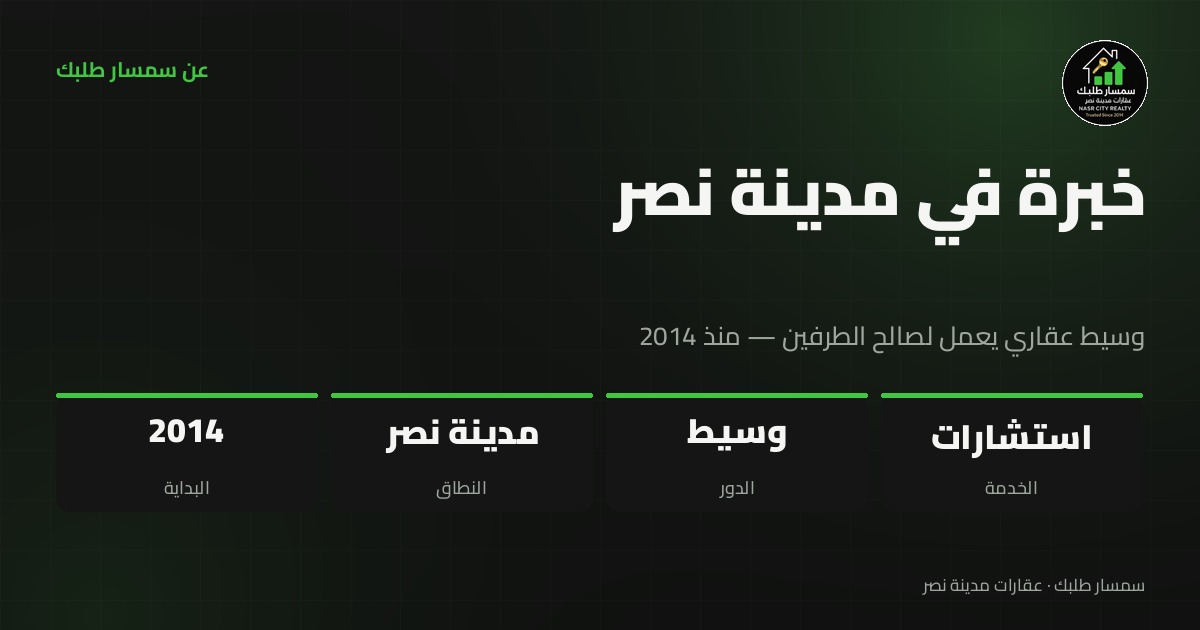 سمسار طلبك
عقارات مدينة نصر
NASR CITY REALTY
Trusted Since 2014
عن سمسار طلبك
خبرة في مدينة نصر
وسيط عقاري يعمل لصالح الطرفين — منذ 2014
استشارات
الخدمة
وسيط
الدور
مدينة نصر
النطاق
2014
البداية
سمسار طلبك · عقارات مدينة نصر